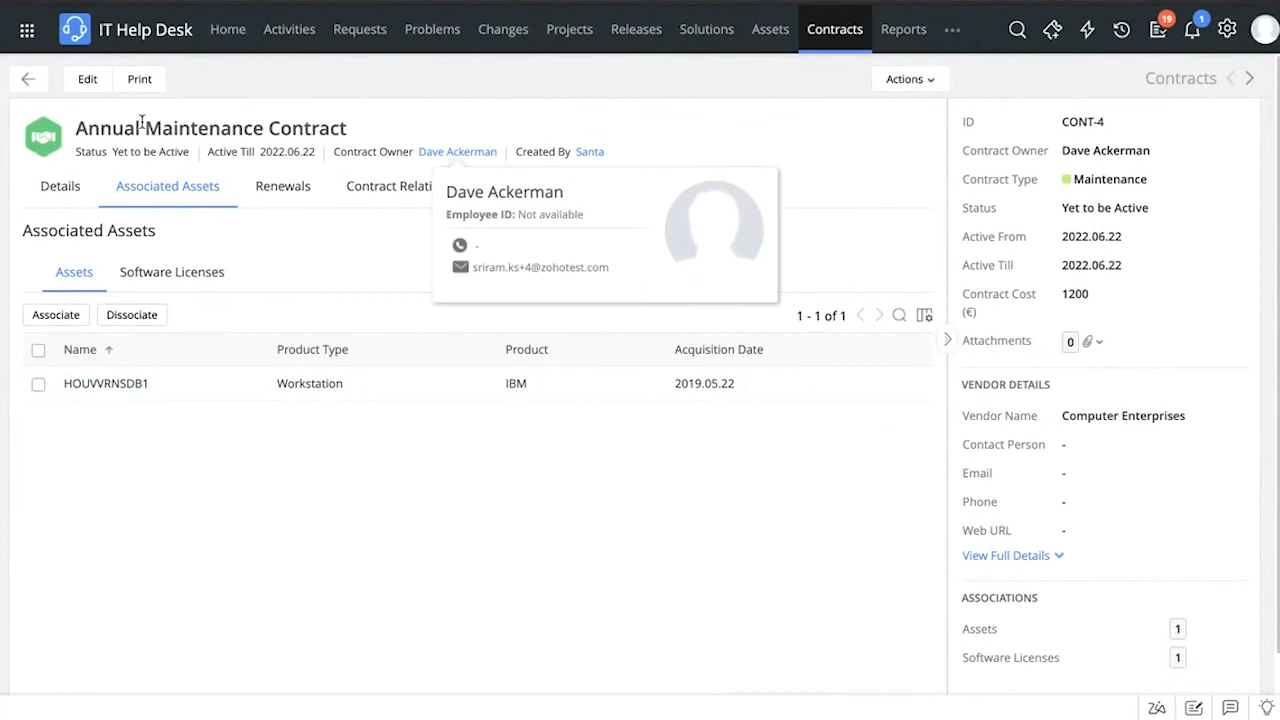 IT Help Desk Home Activities Requests Problems Changes Projects Releases Solutions Assets Contracts Reports 19 1
Edit Print Actions Contracts
Annual Maintenance Contract
Status Yet to be Active Active Till 2022.06.22 Contract Owner Dave Ackerman Created By Santa
Details Associated Assets Renewals Contract Relati
Dave Ackerman
Employee ID: Not available
-
sriram.ks+4@zohotest.com
Associated Assets
Assets Software Licenses
Associate Dissociate 1 - 1 of 1
Name Product Type Product Acquisition Date
HOUVVRNSDB1 Workstation IBM 2019.05.22
ID CONT-4
Contract Owner Dave Ackerman
Contract Type Maintenance
Status Yet to be Active
Active From 2022.06.22
Active Till 2022.06.22
Contract Cost 1200
(€)
Attachments 0
VENDOR DETAILS
Vendor Name Computer Enterprises
Contact Person -
Email -
Phone -
Web URL -
View Full Details
ASSOCIATIONS
Assets 1
Software Licenses 1